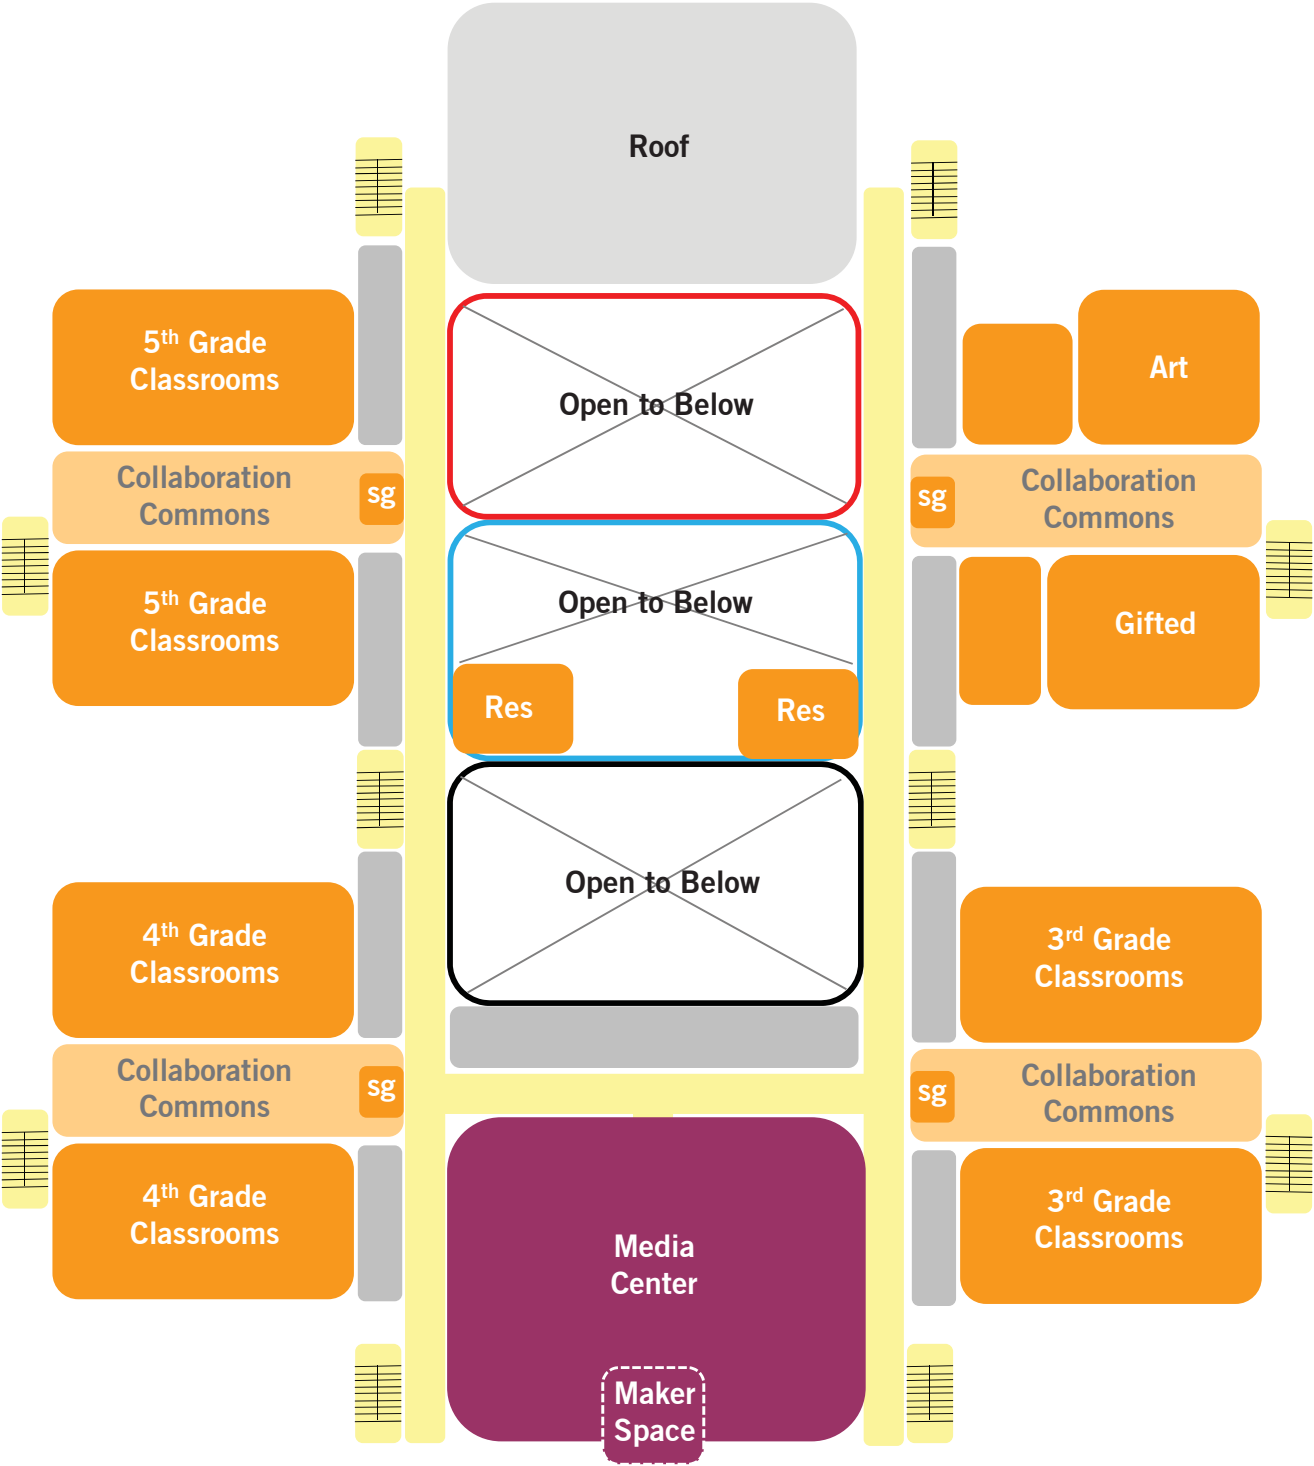 Roof
5th Grade
Classrooms
Open to Below
Art
Collaboration
Commons
sg
sg
Collaboration
Commons
5th Grade
Classrooms
Open to Below
Gifted
Res
Res
Open to Below
4th Grade
Classrooms
3rd Grade
Classrooms
Collaboration
Commons
sg
sg
Collaboration
Commons
4th Grade
Classrooms
3rd Grade
Classrooms
Media
Center
Maker
Space